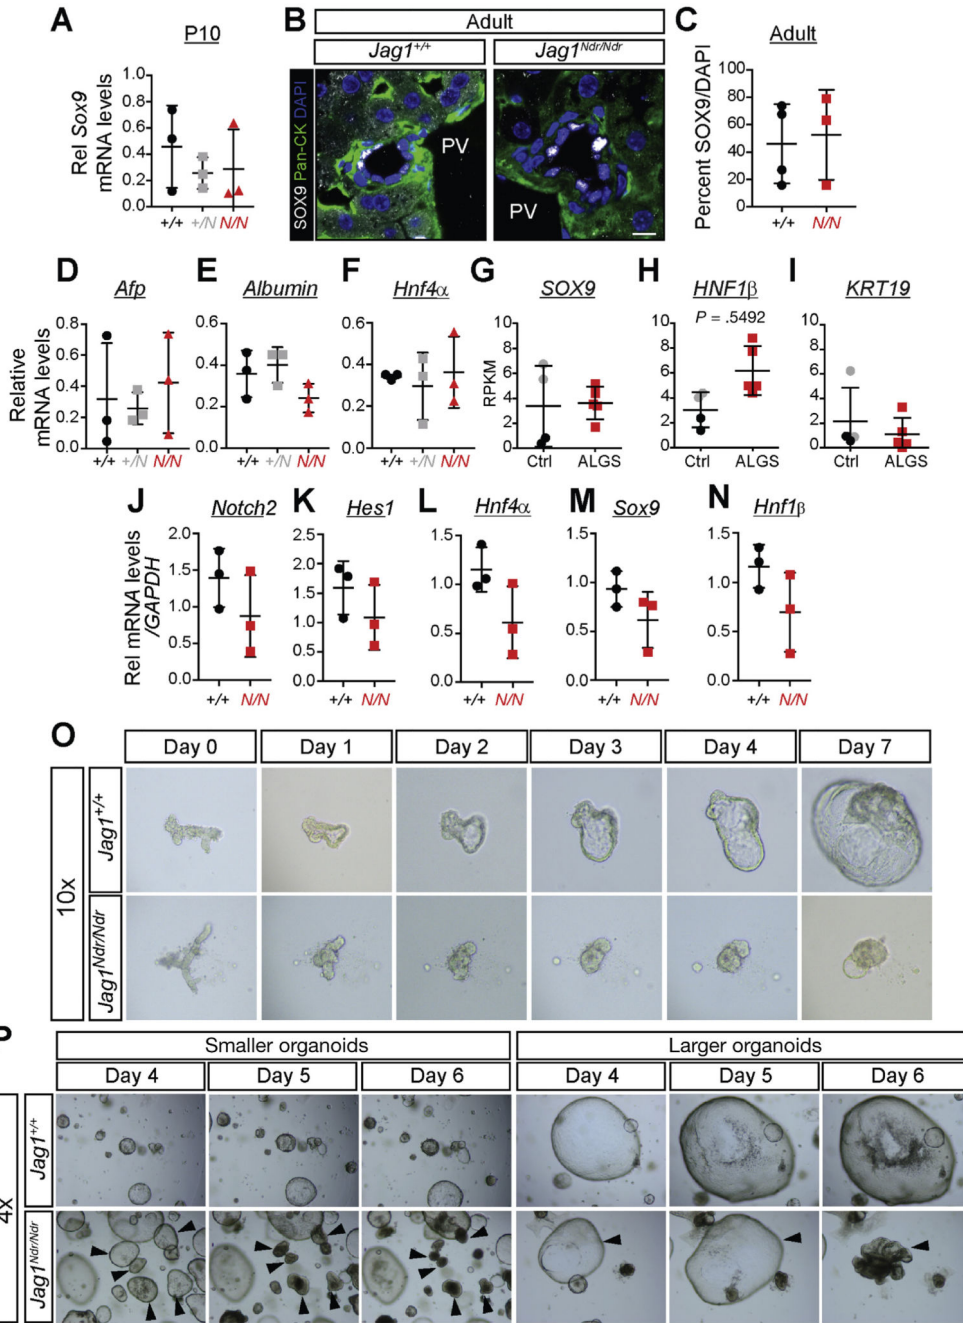 A P10
Rel Sox9
mRNA levels
1.0
0.8
0.6
0.4
0.2
0.0
+/+ +/N N/N
B Adult
Jag1+/+ Jag1Ndr/Ndr
SOX9 Pan-CK DAPI
PV
PV
C Adult
Percent SOX9/DAPI
100
80
60
40
20
0
+/+ N/N
D Afp
Relative
mRNA levels
0.8
0.6
0.4
0.2
0.0
+/+ +/N N/N
E Albumin
0.6
0.4
0.2
0.0
+/+ +/N N/N
F Hnf4α
0.6
0.4
0.2
0.0
+/+ +/N N/N
G SOX9
RPKM
10
8
6
4
2
0
Ctrl ALGS
H HNF1β
P = .5492
10
8
6
4
2
0
Ctrl ALGS
I KRT19
10
8
6
4
2
0
Ctrl ALGS
J Notch2
Rel mRNA levels
/GAPDH
2.0
1.5
1.0
0.5
0.0
+/+ N/N
K Hes1
2.5
2.0
1.5
1.0
0.5
0.0
+/+ N/N
L Hnf4α
1.5
1.0
0.5
0.0
+/+ N/N
M Sox9
1.5
1.0
0.5
0.0
+/+ N/N
N Hnf1β
1.5
1.0
0.5
0.0
+/+ N/N
O
Day 0 Day 1 Day 2 Day 3 Day 4 Day 7
10x
Jag1+/+
Jag1Ndr/Ndr
P
Smaller organoids Larger organoids
Day 4 Day 5 Day 6 Day 4 Day 5 Day 6
4x
Jag1+/+
Jag1Ndr/Ndr